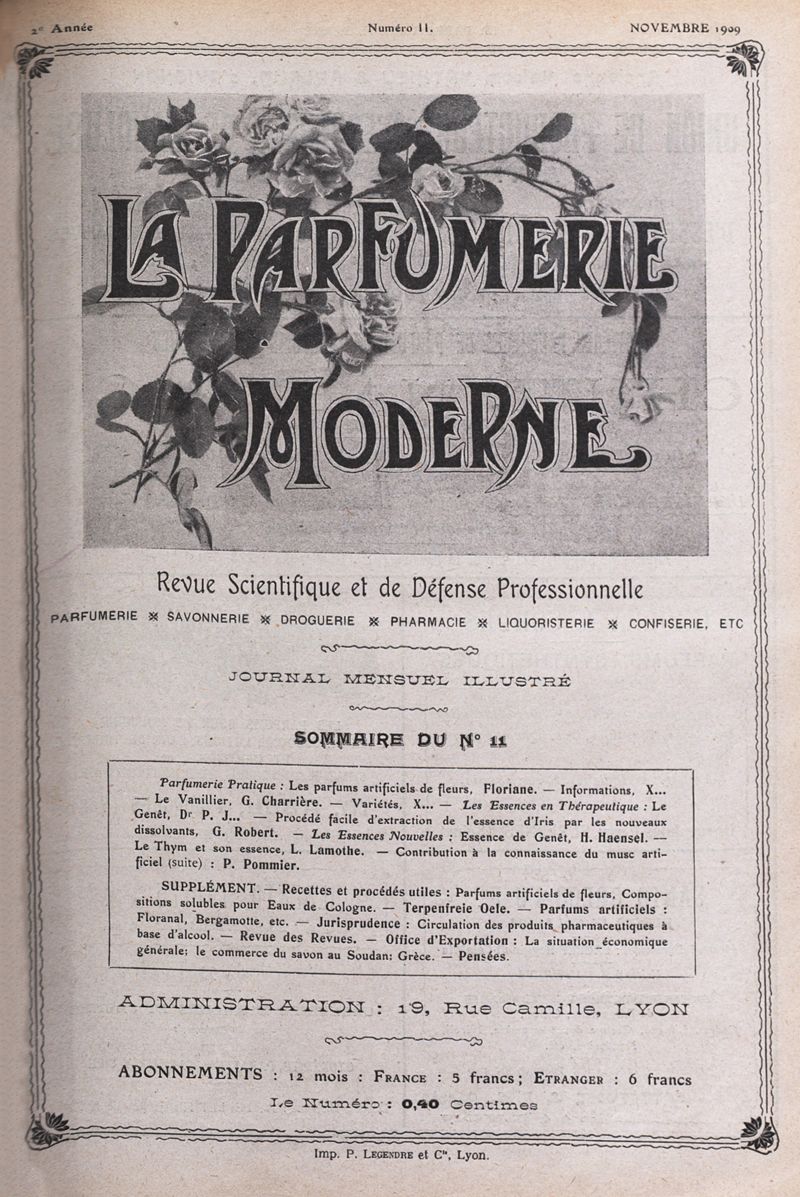 2e Année Numéro 11. NOVEMBRE 1909
LA PARFUMERIE
MODERNE
Revue Scientifique et de Défense Professionnelle
PARFUMERIE ※ SAVONNERIE ※ DROGUERIE ※ PHARMACIE ※ LIQUORISTERIE ※ CONFISERIE, ETC
JOURNAL MENSUEL ILLUSTRÉ
SOMMAIRE DU N° 11
Parfumerie Pratique : Les parfums artificiels de fleurs, Floriane. — Informations, X...
— Le Vanillier, G. Charrière. — Variétés, X... — Les Essences en Thérapeutique : Le
Genêt, Dr P. J... — Procédé facile d'extraction de l'essence d'Iris par les nouveaux
dissolvants, G. Robert. — Les Essences Nouvelles : Essence de Genêt, H. Haensel. —
Le Thym et son essence, L. Lamothe. — Contribution à la connaissance du musc arti-
ficiel (suite) : P. Pommier.
SUPPLÉMENT. — Recettes et procédés utiles : Parfums artificiels de fleurs, Compo-
sitions solubles pour Eaux de Cologne. — Terpenfreie Oele. — Parfums artificiels :
Floranal, Bergamotte, etc. — Jurisprudence : Circulation des produits pharmaceutiques à
base d'alcool. — Revue des Revues. — Office d'Exportation : La situation économique
générale; le commerce du savon au Soudan; Grèce. — Pensées.
ADMINISTRATION : 19, Rue Camille, LYON
ABONNEMENTS : 12 mois : FRANCE : 5 francs ; ETRANGER : 6 francs
Le Numéro : 0,40 Centimes
Imp. P. LEGENDRE et Cie, Lyon.